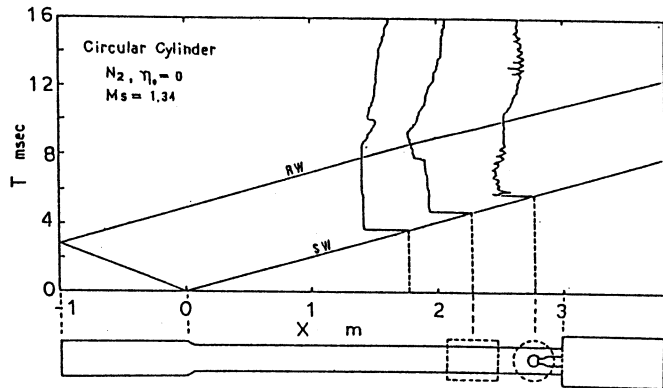 16
12
8
4
0
T msec
Circular Cylinder
N2, η₀=0
Ms = 1.34
RW
SW
-1
0
1
2
3
X m